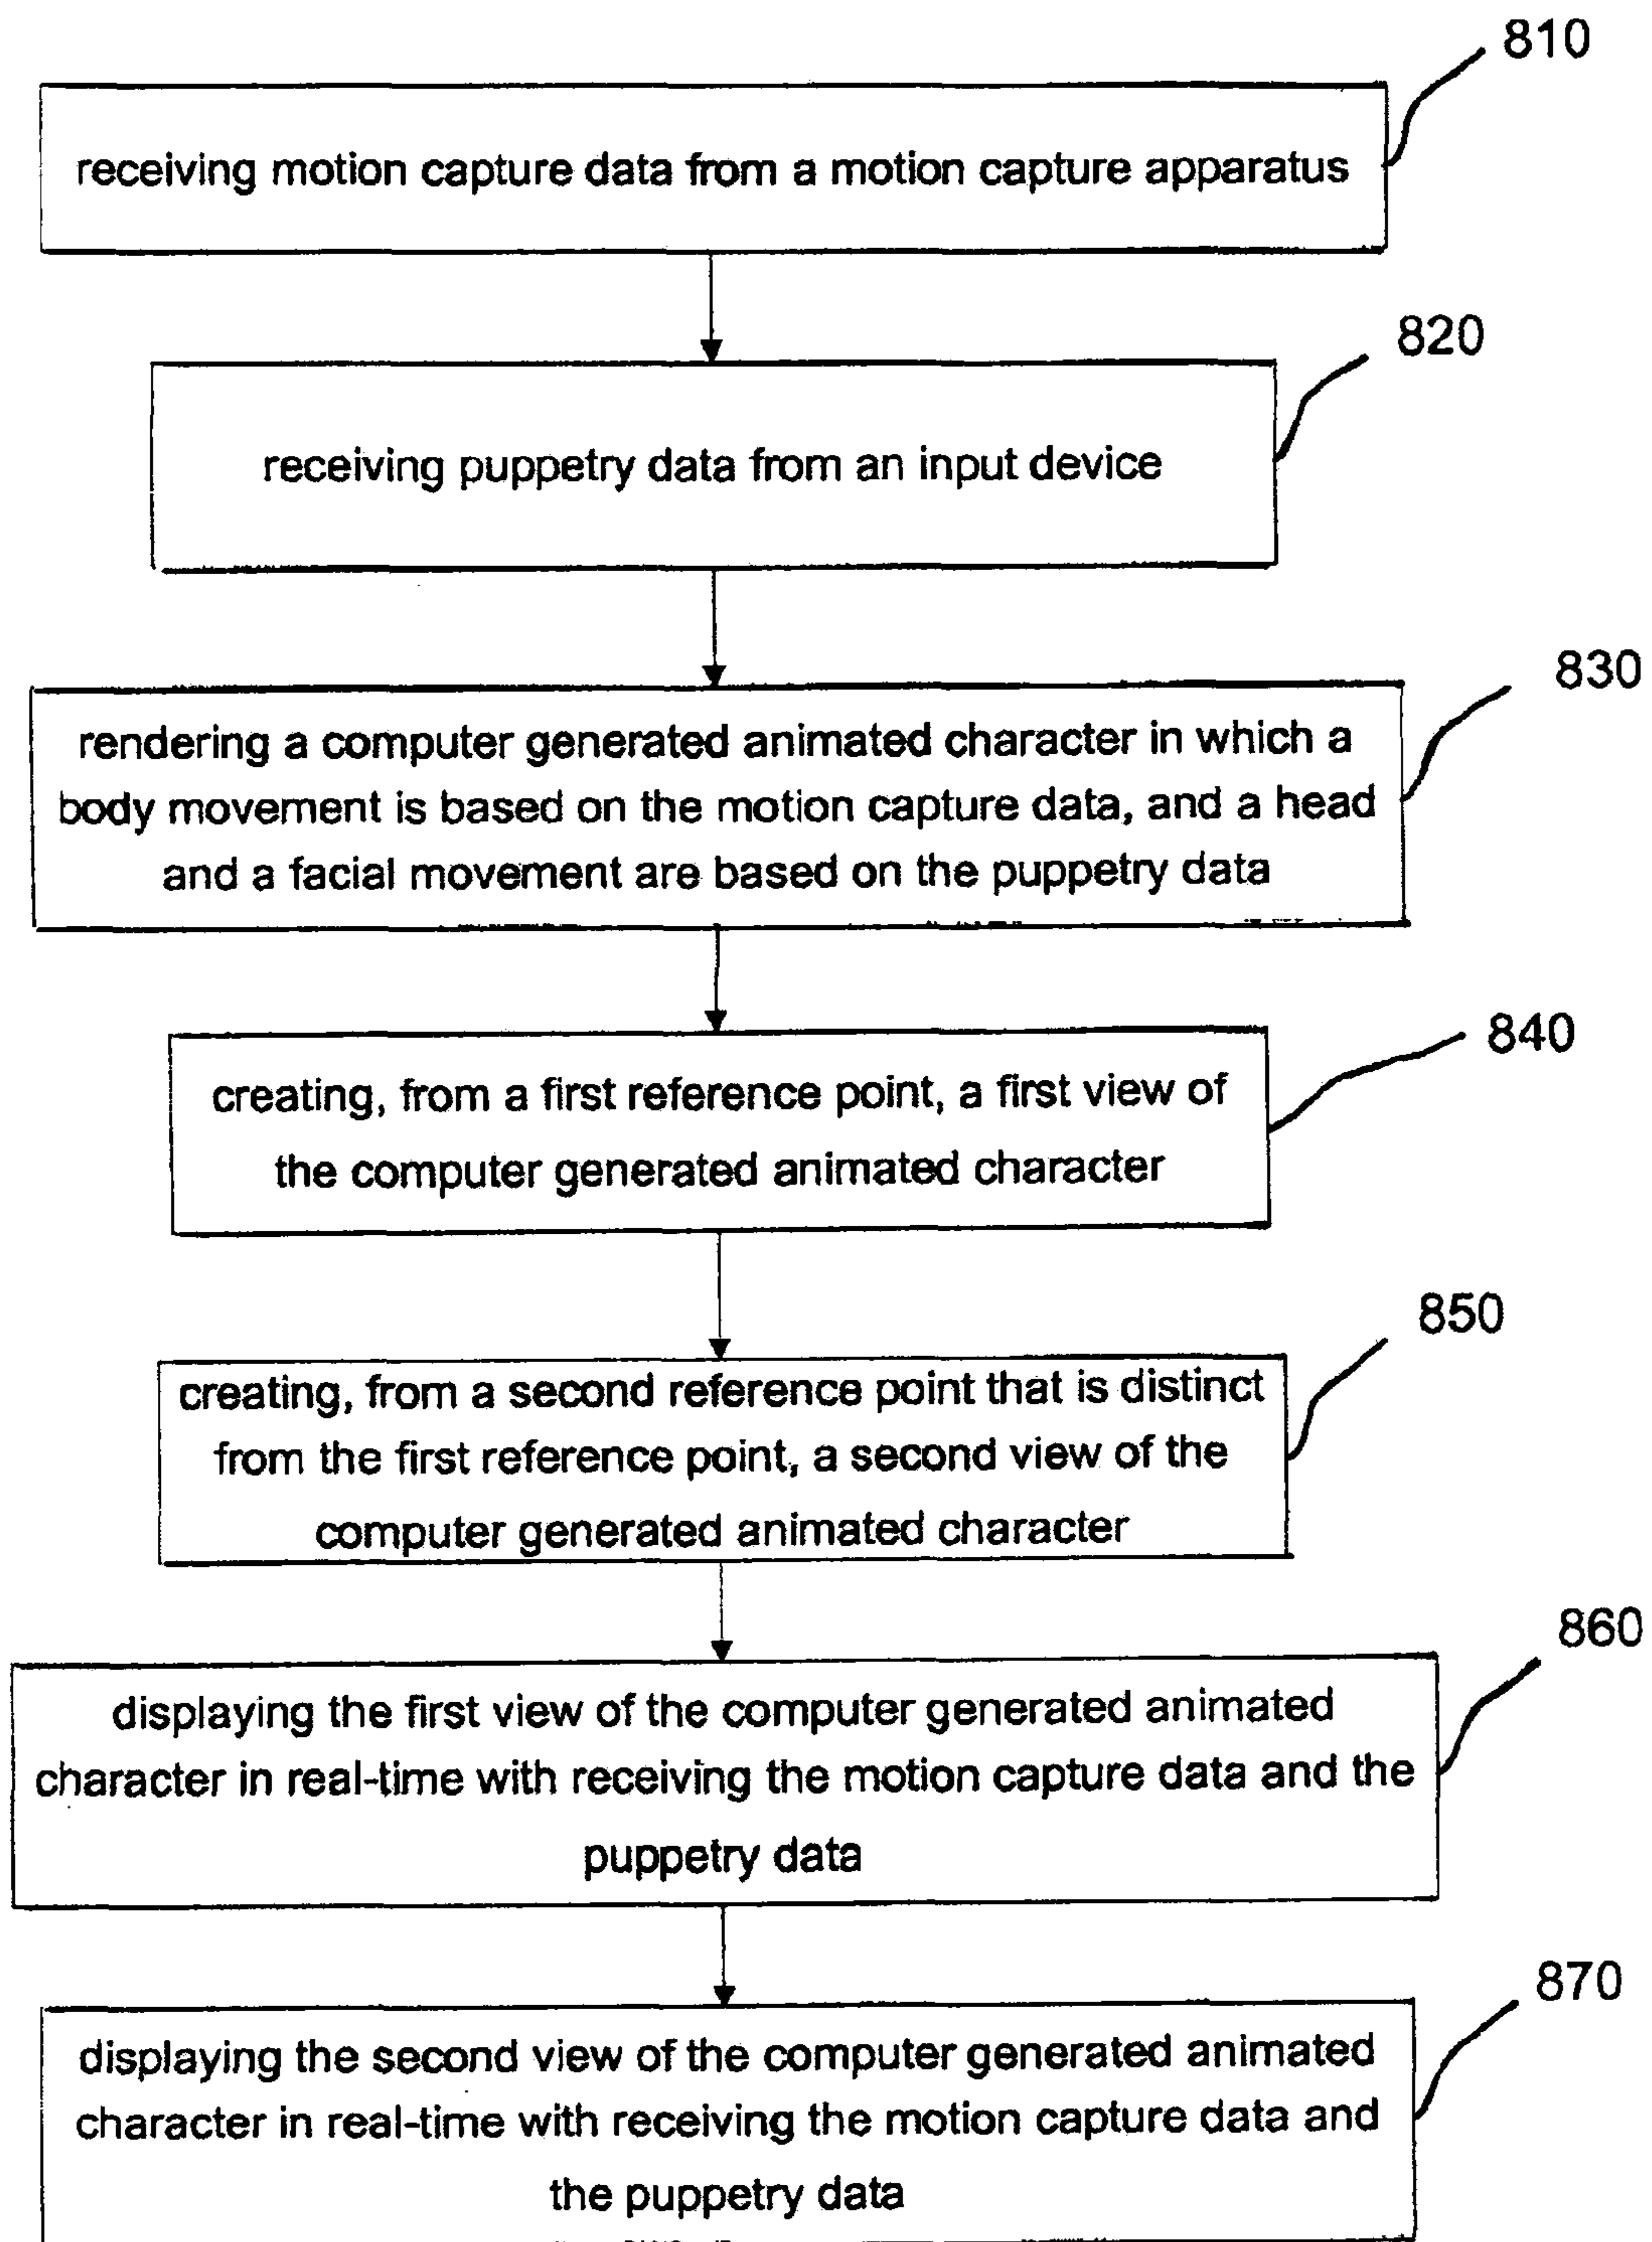 810
receiving motion capture data from a motion capture apparatus
820
receiving puppetry data from an input device
830
rendering a computer generated animated character in which a
body movement is based on the motion capture data, and a head
and a facial movement are based on the puppetry data
840
creating, from a first reference point, a first view of
the computer generated animated character
850
creating, from a second reference point that is distinct
from the first reference point, a second view of the
computer generated animated character
860
displaying the first view of the computer generated animated
character in real-time with receiving the motion capture data and the
puppetry data
870
displaying the second view of the computer generated animated
character in real-time with receiving the motion capture data and
the puppetry data